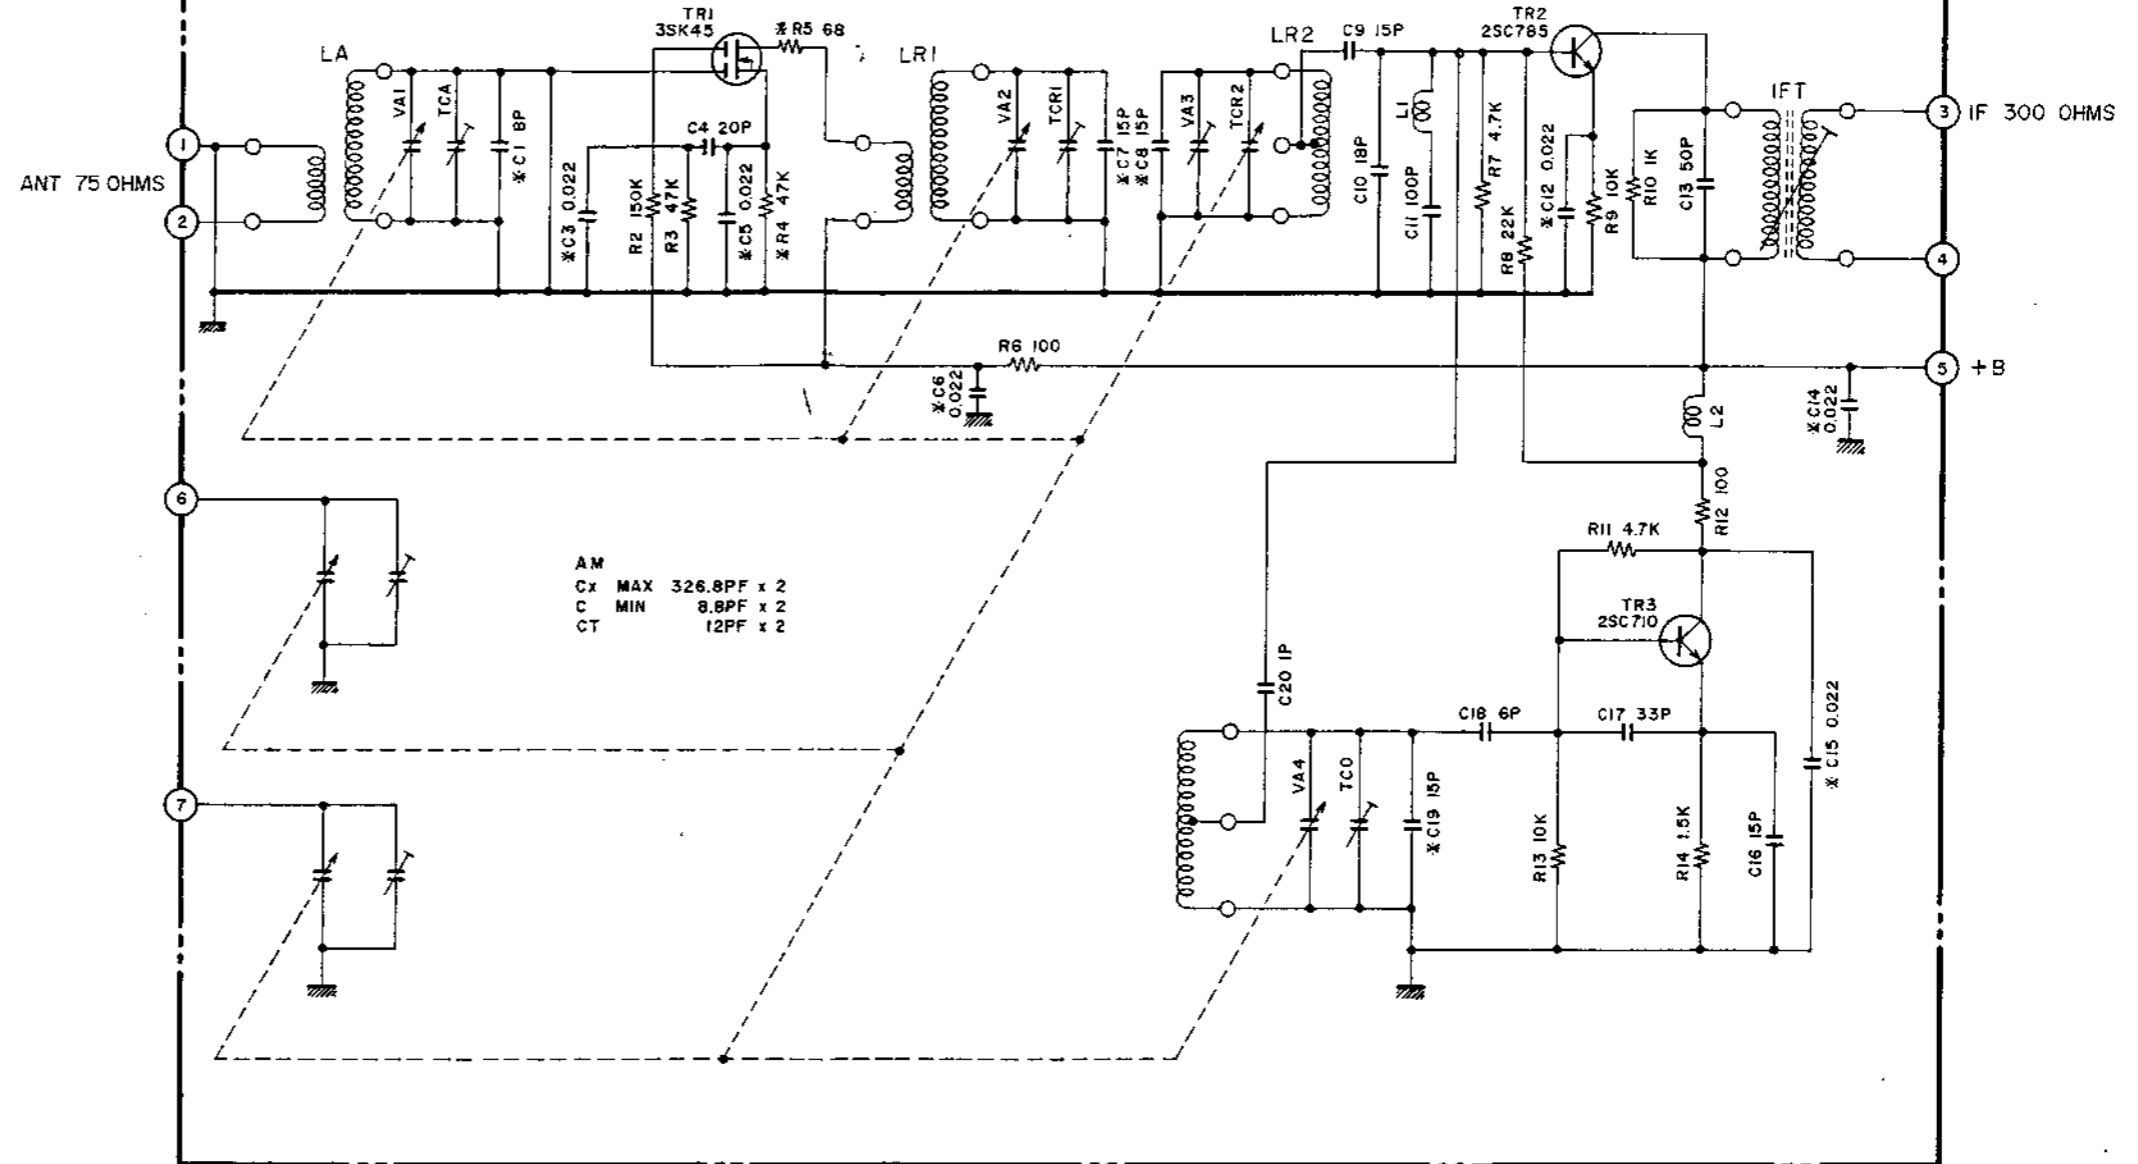 TR1
3SK45
※ R5 68
LA
LR1
LR2
C9 15P
TR2
2SC785
IFT
1
2
ANT 75 OHMS
VA1
TCA
※C1 8P
C4 20P
※C3 0.022
R2 150K
R3 47K
※C5 0.022
※R4 47K
VA2
TCR1
※C7 15P
※C8 15P
VA3
TCR2
C10 18P
L1
C11 100P
R7 4.7K
R8 22K
※C12 0.022
R9 10K
R10 1K
C13 50P
3
IF 300 OHMS
4
R6 100
※C6
0.022
5
+B
L2
※C14
0.022
6
R12 100
R11 4.7K
AM
Cx MAX 326.8PF x 2
C MIN 8.8PF x 2
CT 12PF x 2
TR3
2SC710
C20 1P
C18 6P
C17 33P
※C15 0.022
7
VA4
TCO
※C19 15P
R13 10K
R14 1.5K
C16 15P